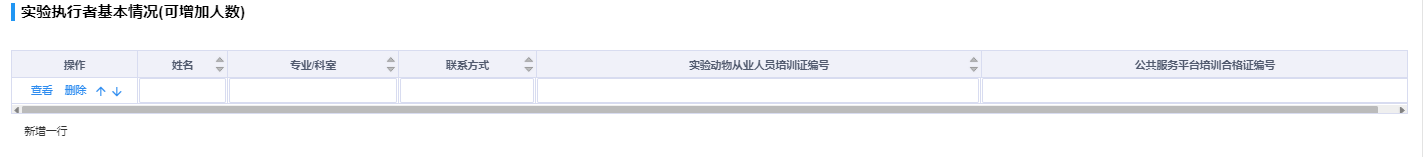 实验执行者基本情况(可增加人数)
操作 姓名 专业/科室 联系方式 实验动物从业人员培训证编号 公共服务平台培训合格证编号
查看 删除 ↑ ↓
新增一行